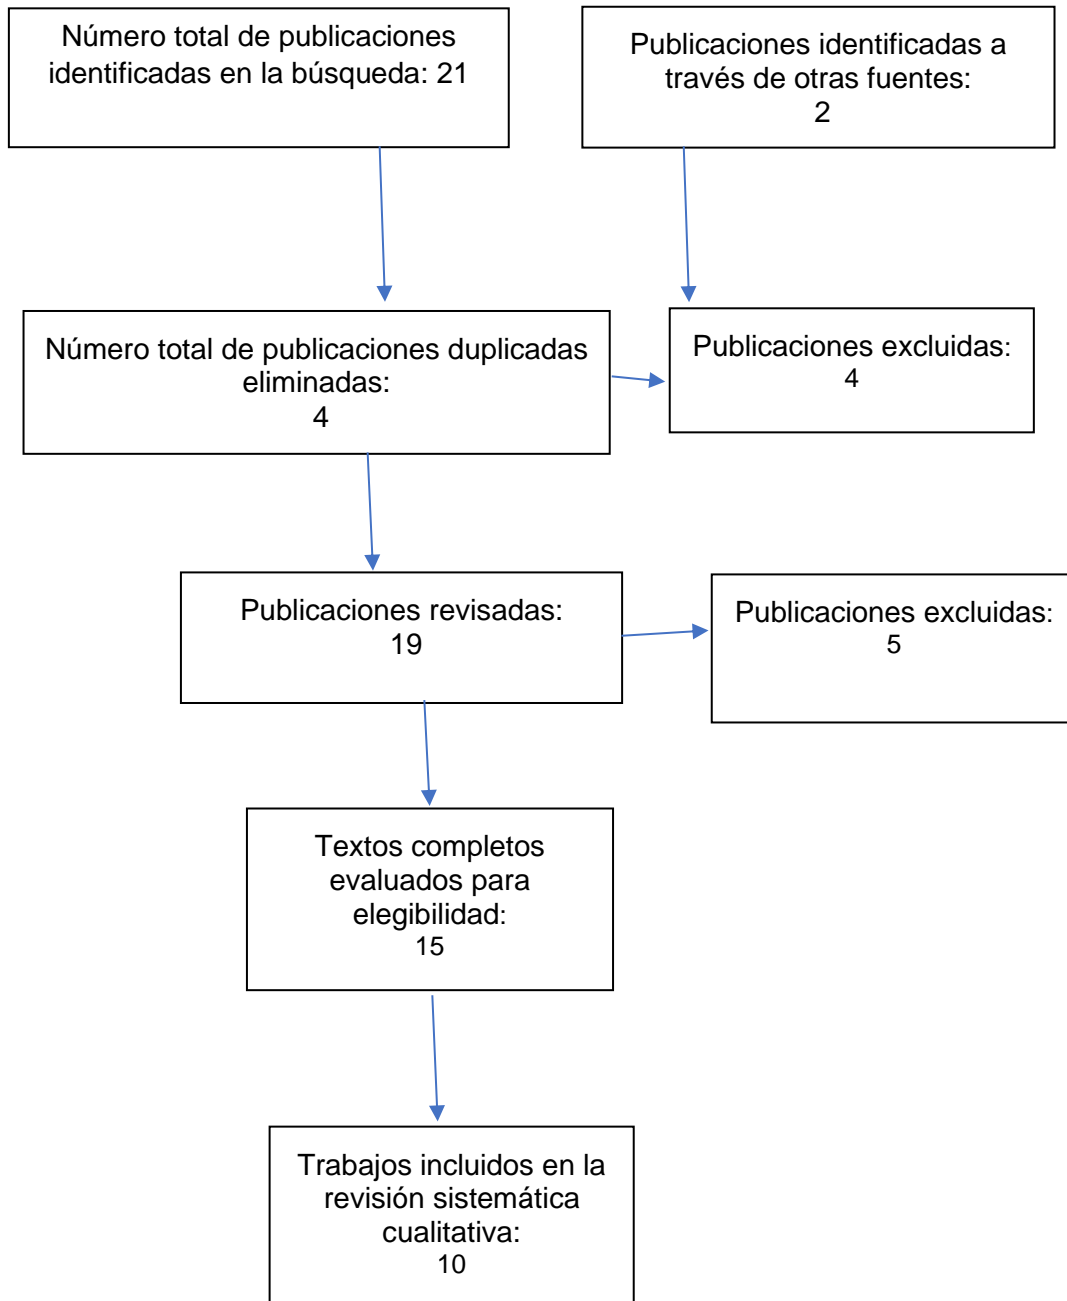 Número total de publicaciones
identificadas en la búsqueda: 21
Publicaciones identificadas a
través de otras fuentes:
2
Número total de publicaciones duplicadas
eliminadas:
4
Publicaciones excluidas:
4
Publicaciones revisadas:
19
Publicaciones excluidas:
5
Textos completos
evaluados para
elegibilidad:
15
Trabajos incluidos en la
revisión sistemática
cualitativa:
10